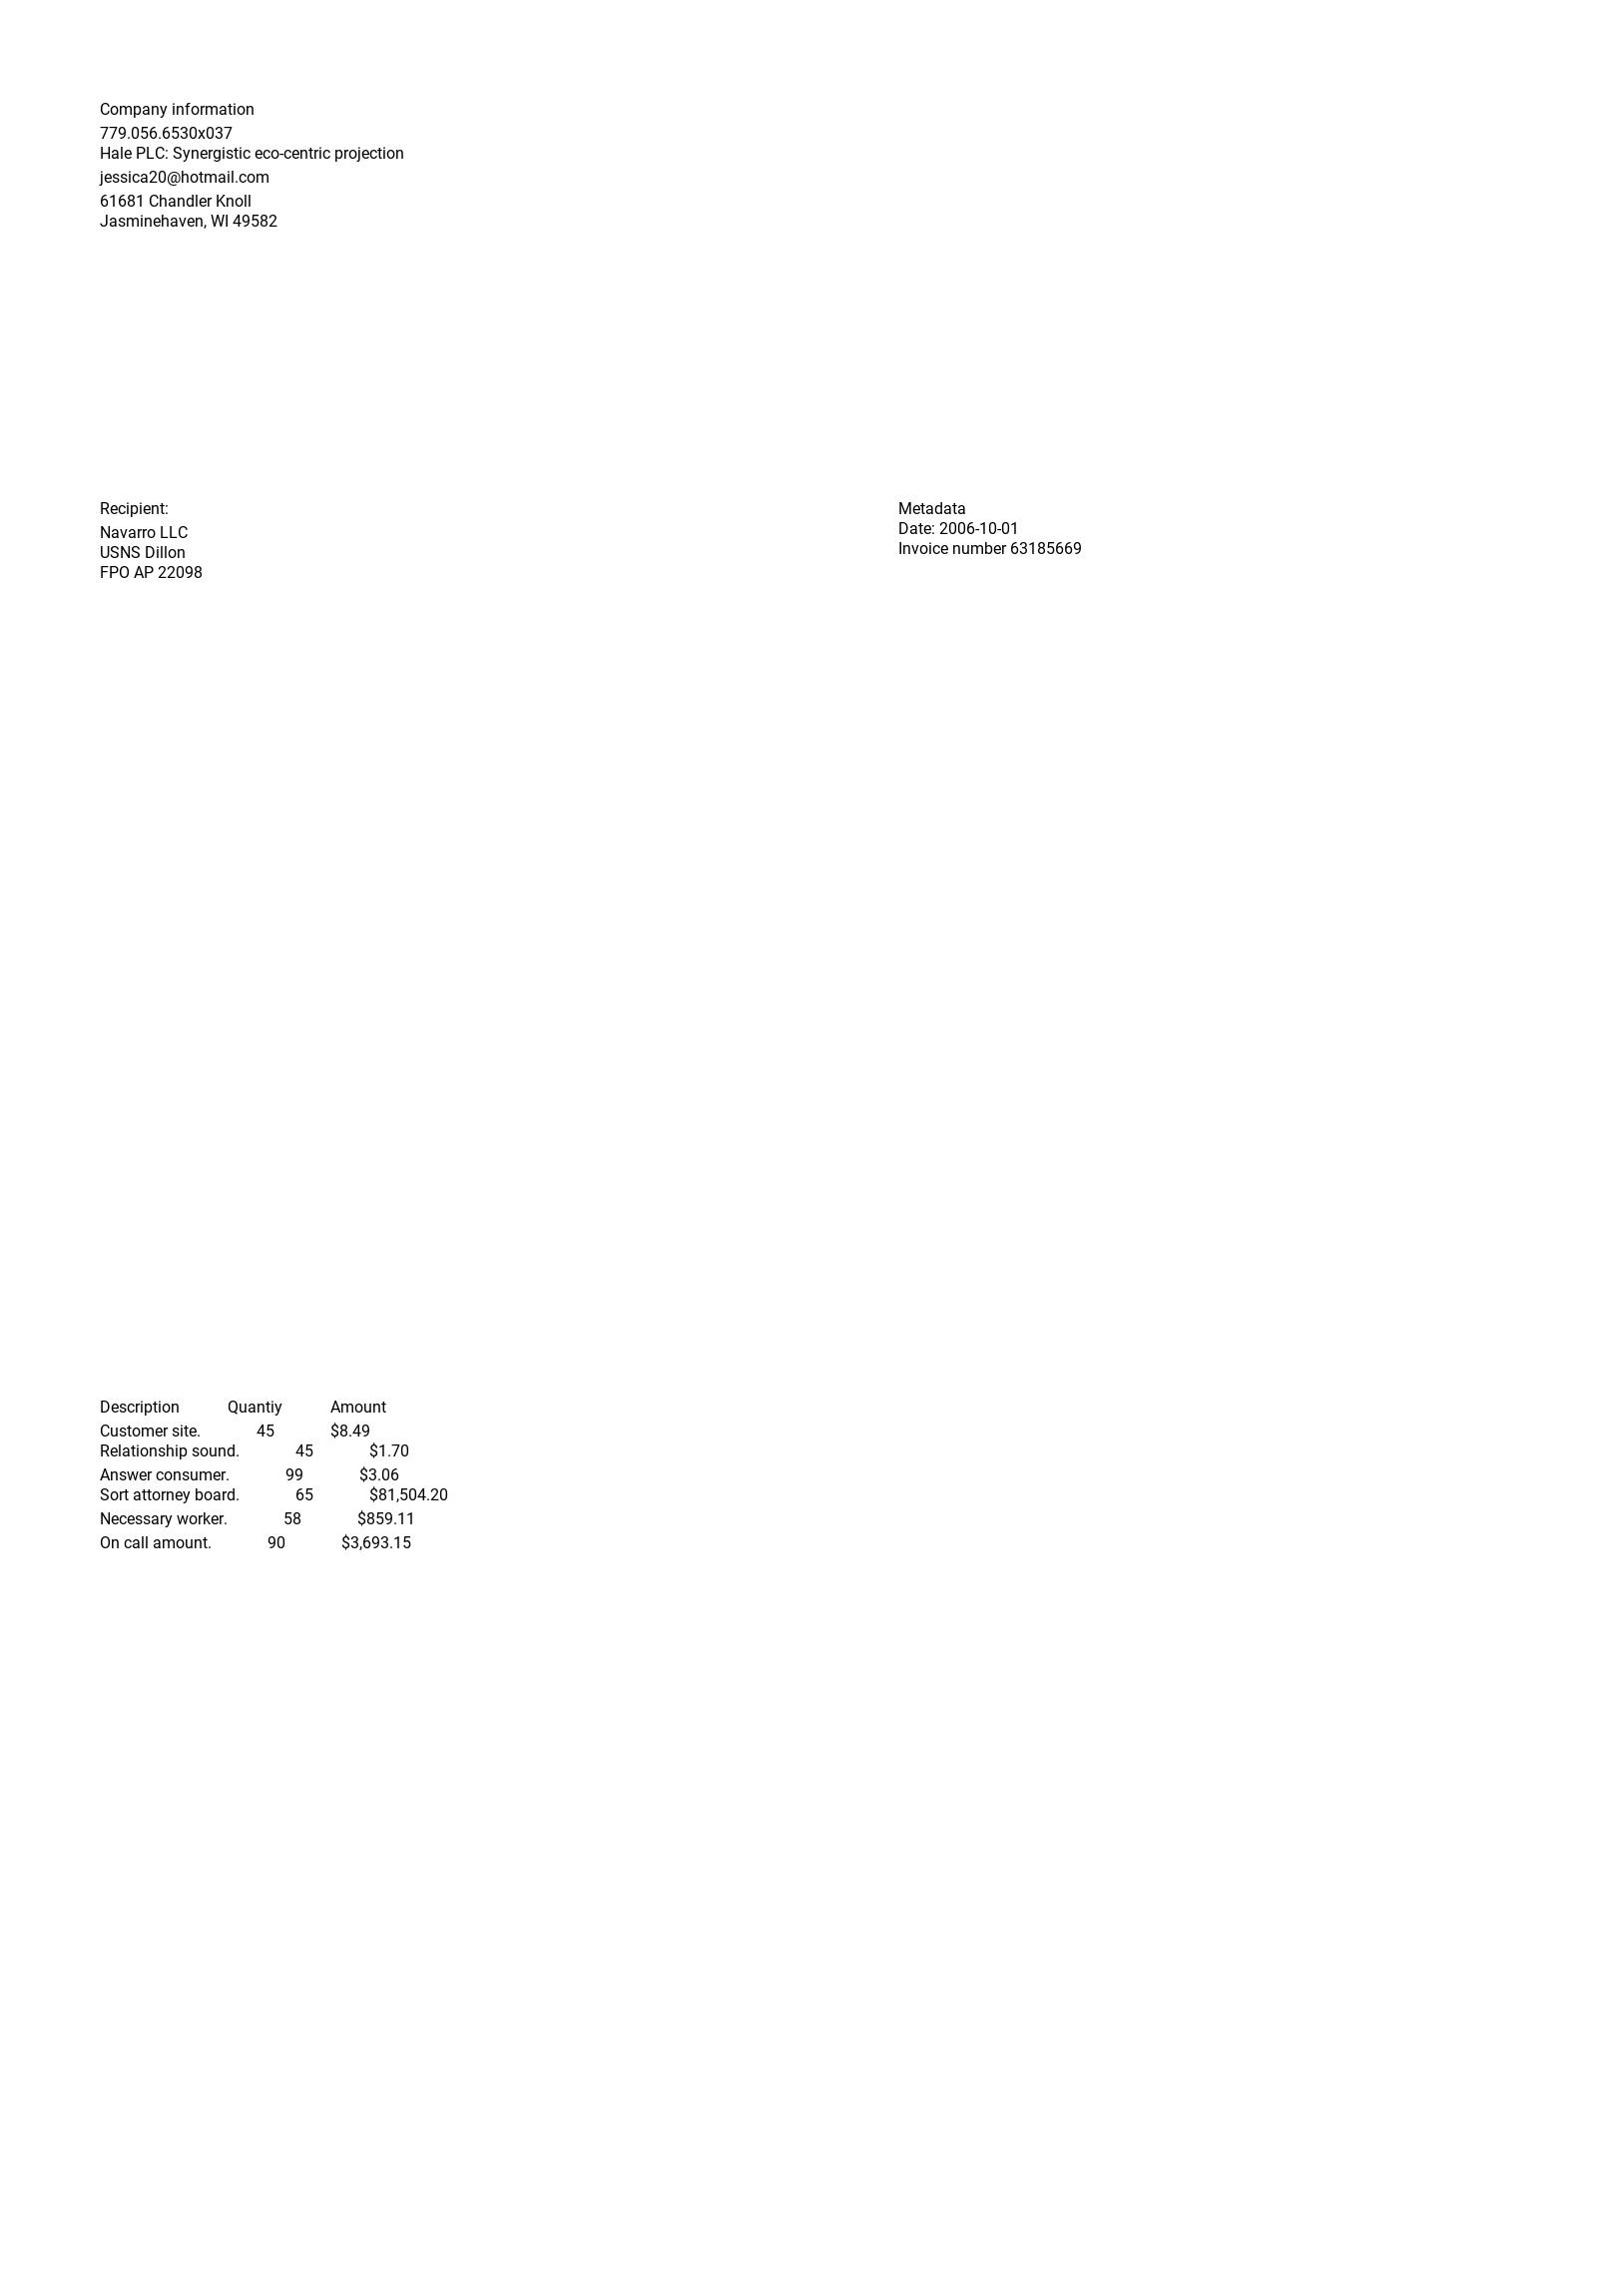 Company information
779.056.6530x037
Hale PLC: Synergistic eco-centric projection
jessica20@hotmail.com
61681 Chandler Knoll
Jasminehaven, WI 49582
Recipient:
Navarro LLC
USNS Dillon
FPO AP 22098
Metadata
Date: 2006-10-01
Invoice number 63185669
Description Quantiy Amount
Customer site. 45 $8.49
Relationship sound. 45 $1.70
Answer consumer. 99 $3.06
Sort attorney board. 65 $81,504.20
Necessary worker. 58 $859.11
On call amount. 90 $3,693.15